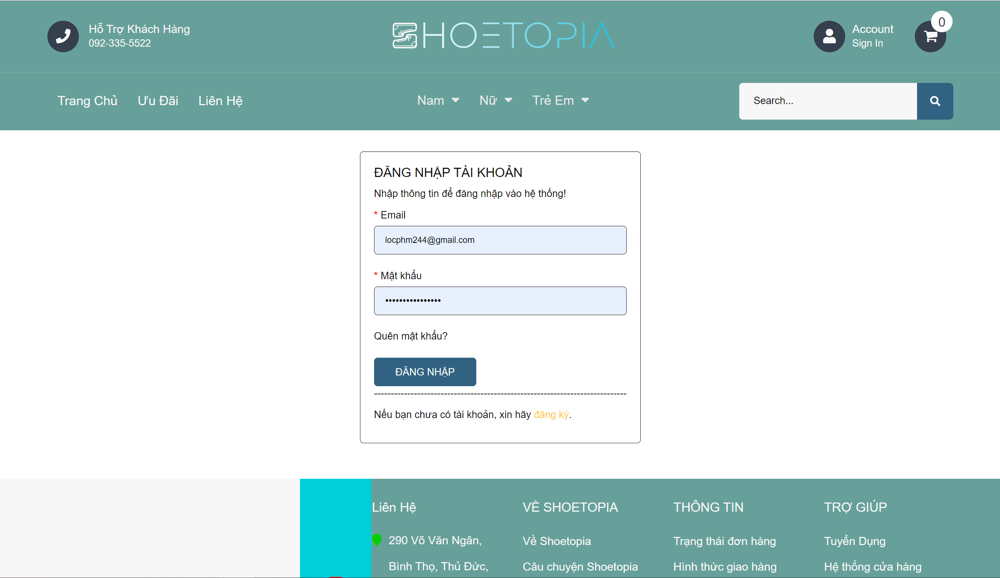 Hỗ Trợ Khách Hàng
092-335-5522
SHOETOPIA
Account
Sign In
0
Trang Chủ
Ưu Đãi
Liên Hệ
Nam
Nữ
Trẻ Em
Search...
ĐĂNG NHẬP TÀI KHOẢN
Nhập thông tin để đăng nhập vào hệ thống!
* Email
locphm244@gmail.com
* Mật khẩu
••••••••••••••••
Quên mật khẩu?
ĐĂNG NHẬP
---------------------------------------------------------------------------
Nếu bạn chưa có tài khoản, xin hãy đăng ký.
Liên Hệ
290 Võ Văn Ngân,
Bình Thọ, Thủ Đức,
VỀ SHOETOPIA
Về Shoetopia
Câu chuyện Shoetopia
THÔNG TIN
Trạng thái đơn hàng
Hình thức giao hàng
TRỢ GIÚP
Tuyển Dụng
Hệ thống cửa hàng